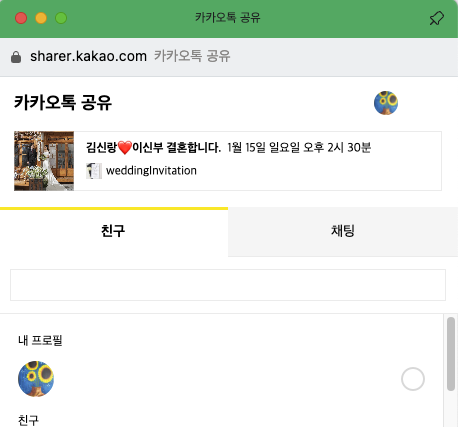 카카오톡 공유
sharer.kakao.com 카카오톡 공유
카카오톡 공유
김신랑❤️이신부 결혼합니다. 1월 15일 일요일 오후 2시 30분
weddingInvitation
친구 채팅
내 프로필
친구